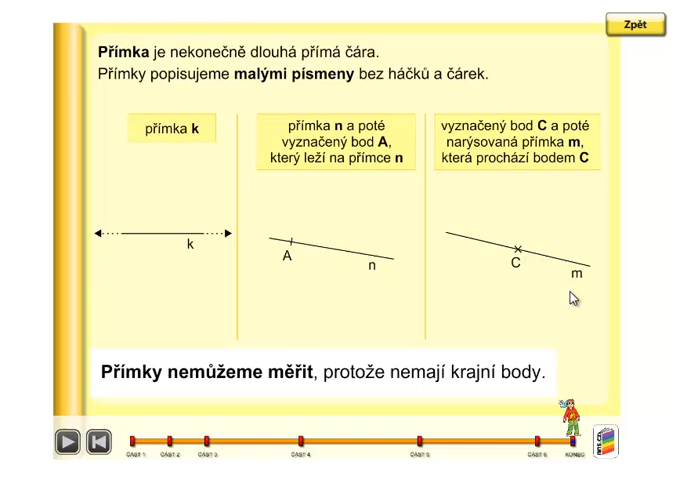 Zpět
Přímka je nekonečně dlouhá přímá čára.
Přímky popisujeme malými písmeny bez háčků a čárek.
přímka k
přímka n a poté
vyznačený bod A,
který leží na přímce n
vyznačený bod C a poté
narýsovaná přímka m,
která prochází bodem C
k
A
n
C
m
Přímky nemůžeme měřit, protože nemají krajní body.
ČÁST 1 ČÁST 2 ČÁST 3 ČÁST 4 ČÁST 5 ČÁST 6 KONEC